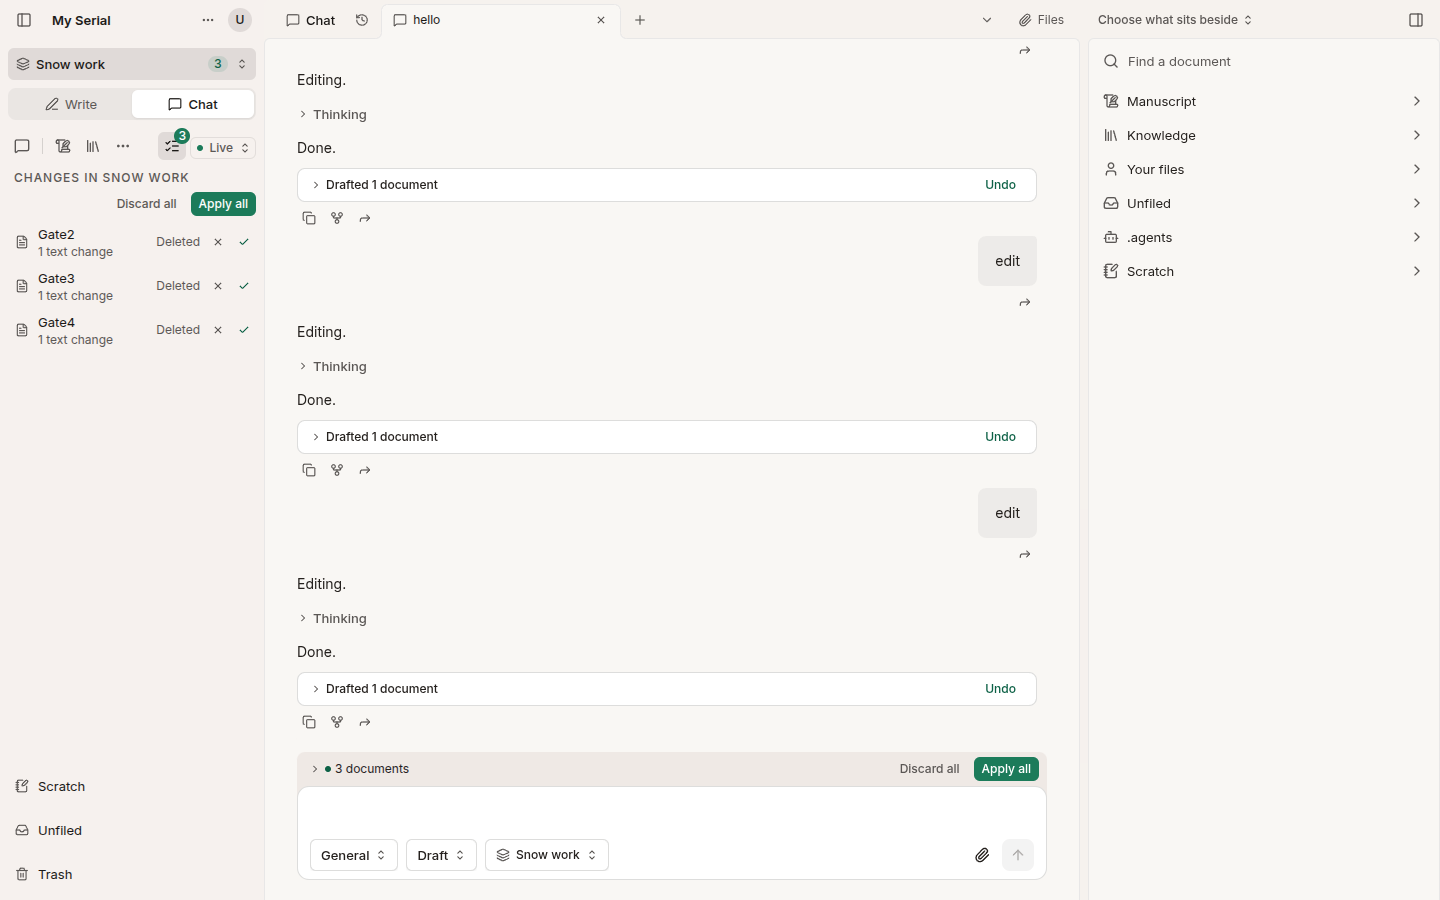 My Serial
U
Snow work
3
Write
Chat
3
Live
CHANGES IN SNOW WORK
Discard all
Apply all
Gate2
1 text change
Deleted
Gate3
1 text change
Deleted
Gate4
1 text change
Deleted
Scratch
Unfiled
Trash
Chat
hello
Files
Editing.
Thinking
Done.
Drafted 1 document
Undo
edit
Editing.
Thinking
Done.
Drafted 1 document
Undo
edit
Editing.
Thinking
Done.
Drafted 1 document
Undo
3 documents
Discard all
Apply all
General
Draft
Snow work
Choose what sits beside
Find a document
Manuscript
Knowledge
Your files
Unfiled
.agents
Scratch